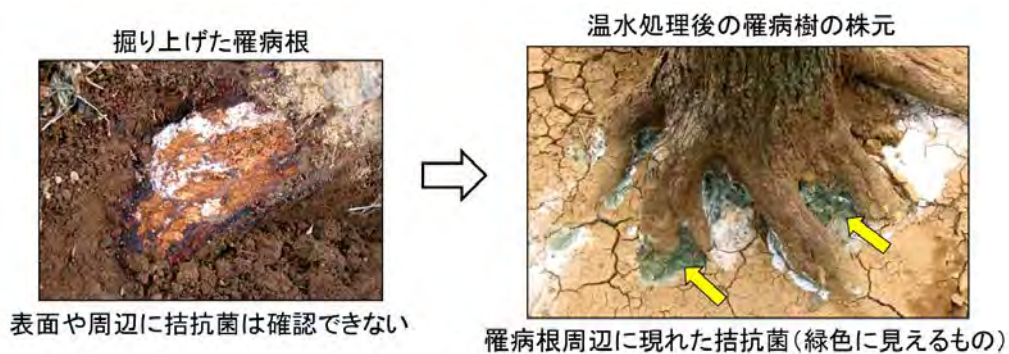 掘り上げた罹病根
温水処理後の罹病樹の株元
表面や周辺に拮抗菌は確認できない
罹病根周辺に現れた拮抗菌(緑色に見えるもの)